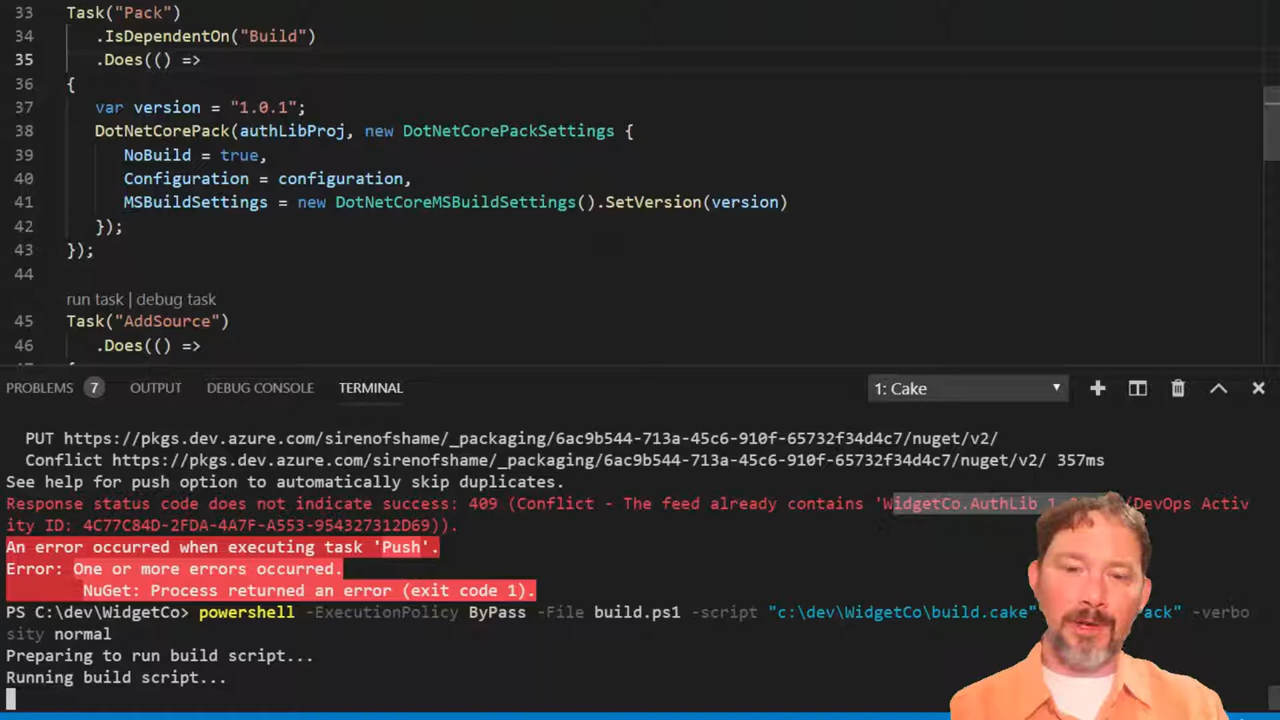 33 Task("Pack")
34 .IsDependentOn("Build")
35 .Does(() =>
36 {
37 var version = "1.0.1";
38 DotNetCorePack(authLibProj, new DotNetCorePackSettings {
39 NoBuild = true,
40 Configuration = configuration,
41 MSBuildSettings = new DotNetCoreMSBuildSettings().SetVersion(version)
42 });
43 });
44
run task | debug task
45 Task("AddSource")
46 .Does(() =>
PROBLEMS 7 OUTPUT DEBUG CONSOLE TERMINAL 1: Cake
PUT https://pkgs.dev.azure.com/sirenofshame/_packaging/6ac9b544-713a-45c6-910f-65732f34d4c7/nuget/v2/
Conflict https://pkgs.dev.azure.com/sirenofshame/_packaging/6ac9b544-713a-45c6-910f-65732f34d4c7/nuget/v2/ 357ms
See help for push option to automatically skip duplicates.
Response status code does not indicate success: 409 (Conflict - The feed already contains 'WidgetCo.AuthLib (DevOps Activ
ity ID: 4C77C84D-2FDA-4A7F-A553-954327312D69)).
An error occurred when executing task 'Push'.
Error: One or more errors occurred.
NuGet: Process returned an error (exit code 1).
PS C:\dev\WidgetCo> powershell -ExecutionPolicy ByPass -File build.ps1 -script "c:\dev\WidgetCo\build.cake" -verbo
sity normal
Preparing to run build script...
Running build script...